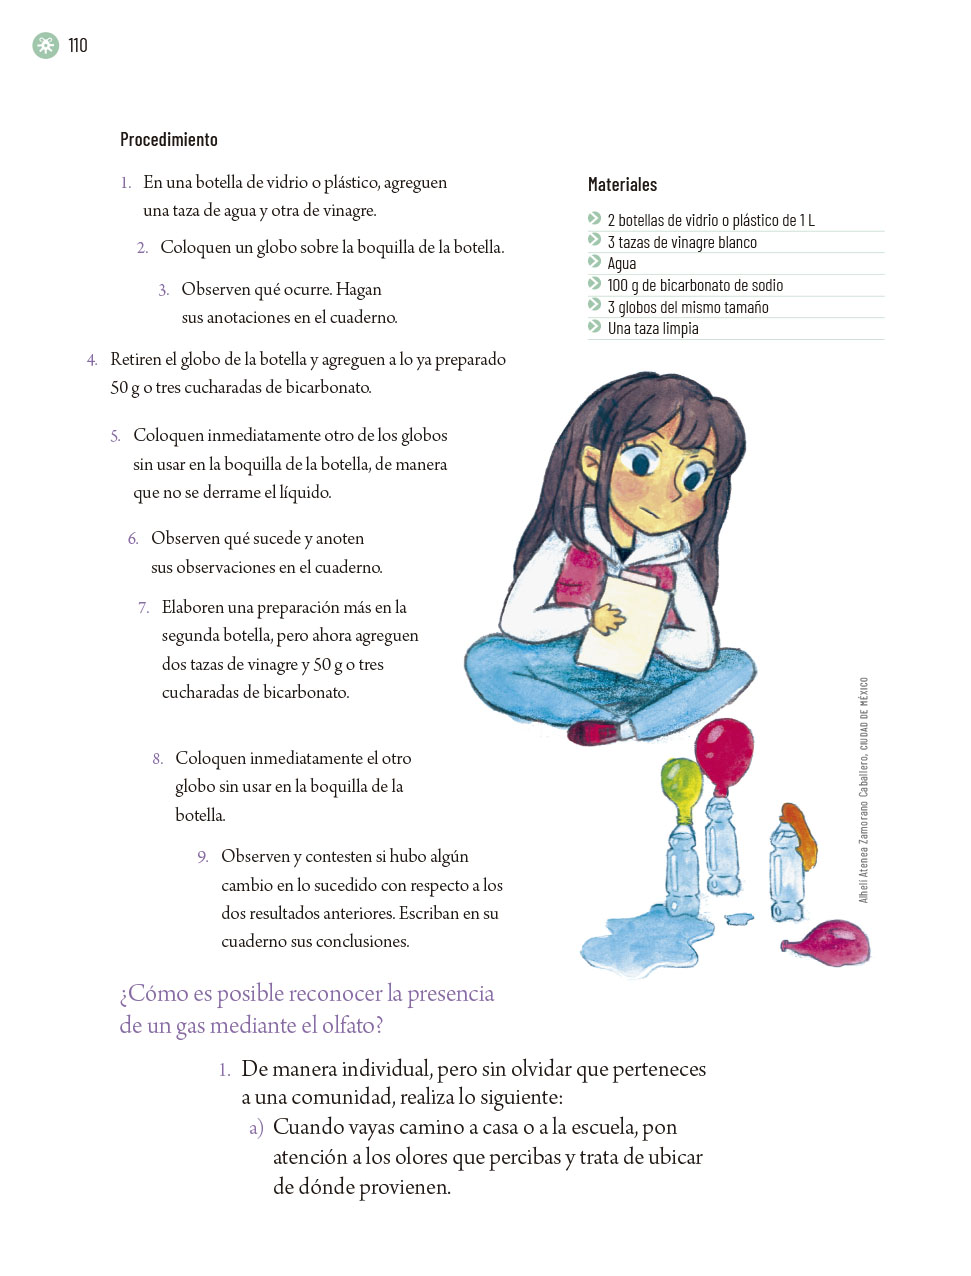 110
Procedimiento
1. En una botella de vidrio o plástico, agreguen
una taza de agua y otra de vinagre.
2. Coloquen un globo sobre la boquilla de la botella.
3. Observen qué ocurre. Hagan
sus anotaciones en el cuaderno.
4. Retiren el globo de la botella y agreguen a lo ya preparado
50 g o tres cucharadas de bicarbonato.
5. Coloquen inmediatamente otro de los globos
sin usar en la boquilla de la botella, de manera
que no se derrame el líquido.
6. Observen qué sucede y anoten
sus observaciones en el cuaderno.
7. Elaboren una preparación más en la
segunda botella, pero ahora agreguen
dos tazas de vinagre y 50 g o tres
cucharadas de bicarbonato.
8. Coloquen inmediatamente el otro
globo sin usar en la boquilla de la
botella.
9. Observen y contesten si hubo algún
cambio en lo sucedido con respecto a los
dos resultados anteriores. Escriban en su
cuaderno sus conclusiones.
Materiales
2 botellas de vidrio o plástico de 1 L
3 tazas de vinagre blanco
Agua
100 g de bicarbonato de sodio
3 globos del mismo tamaño
Una taza limpia
Alhelí Atenea Zamorano Caballero, CIUDAD DE MÉXICO
¿Cómo es posible reconocer la presencia
de un gas mediante el olfato?
1. De manera individual, pero sin olvidar que perteneces
a una comunidad, realiza lo siguiente:
a) Cuando vayas camino a casa o a la escuela, pon
atención a los olores que percibas y trata de ubicar
de dónde provienen.